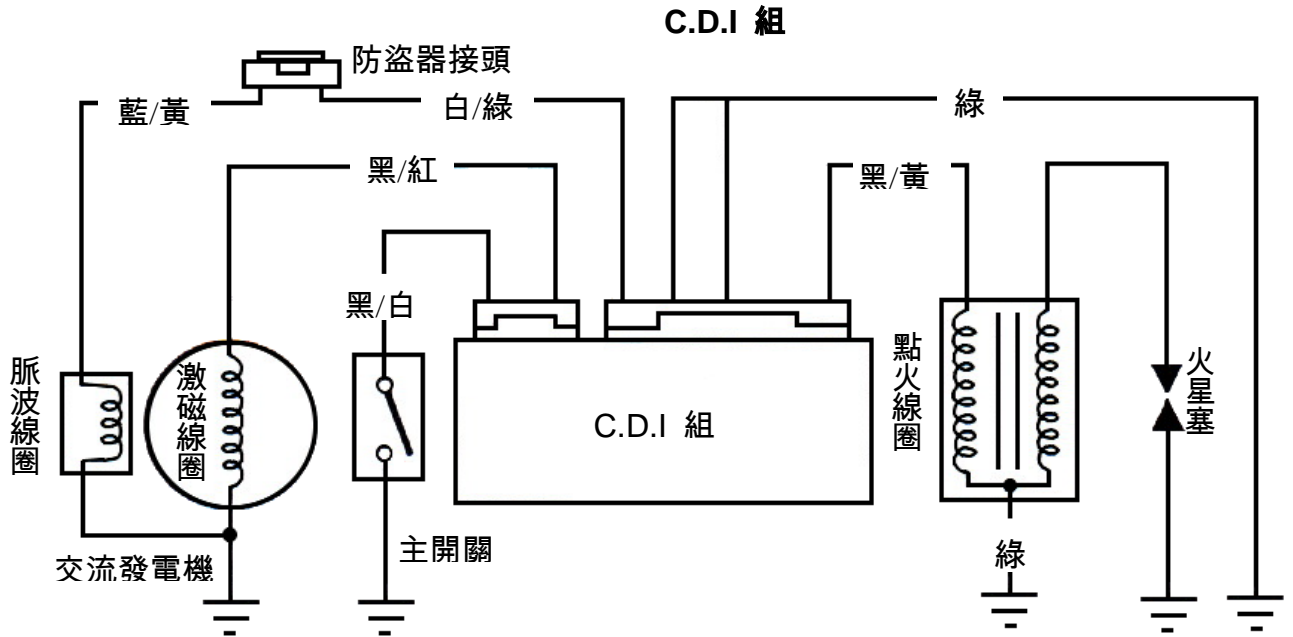 C.D.I 組
防盜器接頭
藍/黃
白/綠
綠
黑/紅
黑/黃
黑/白
脈波線圈
激磁線圈
點火線圈
火星塞
C.D.I 組
交流發電機
主開關
綠